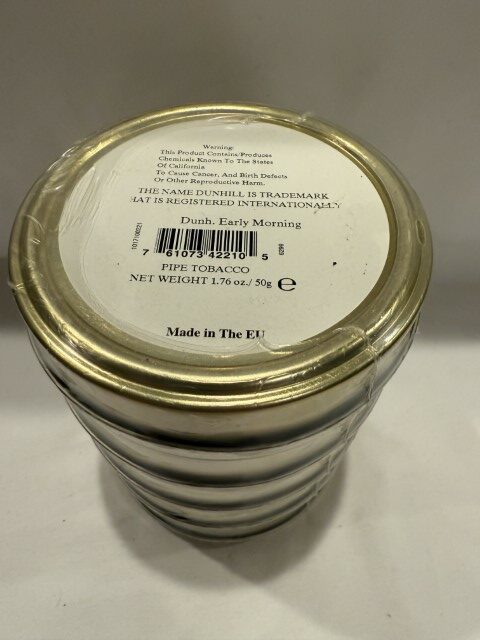 Warning:
This Product Contains/Produces
Chemicals Known To The States
Of California
To Cause Cancer, And Birth Defects
Or Other Reproductive Harm.
THE NAME DUNHILL IS TRADEMARK
HAT IS REGISTERED INTERNATIONALLY
Dunh. Early Morning
7 61073 42210 5
PIPE TOBACCO
NET WEIGHT 1.76 oz./ 50g e
Made in The EU